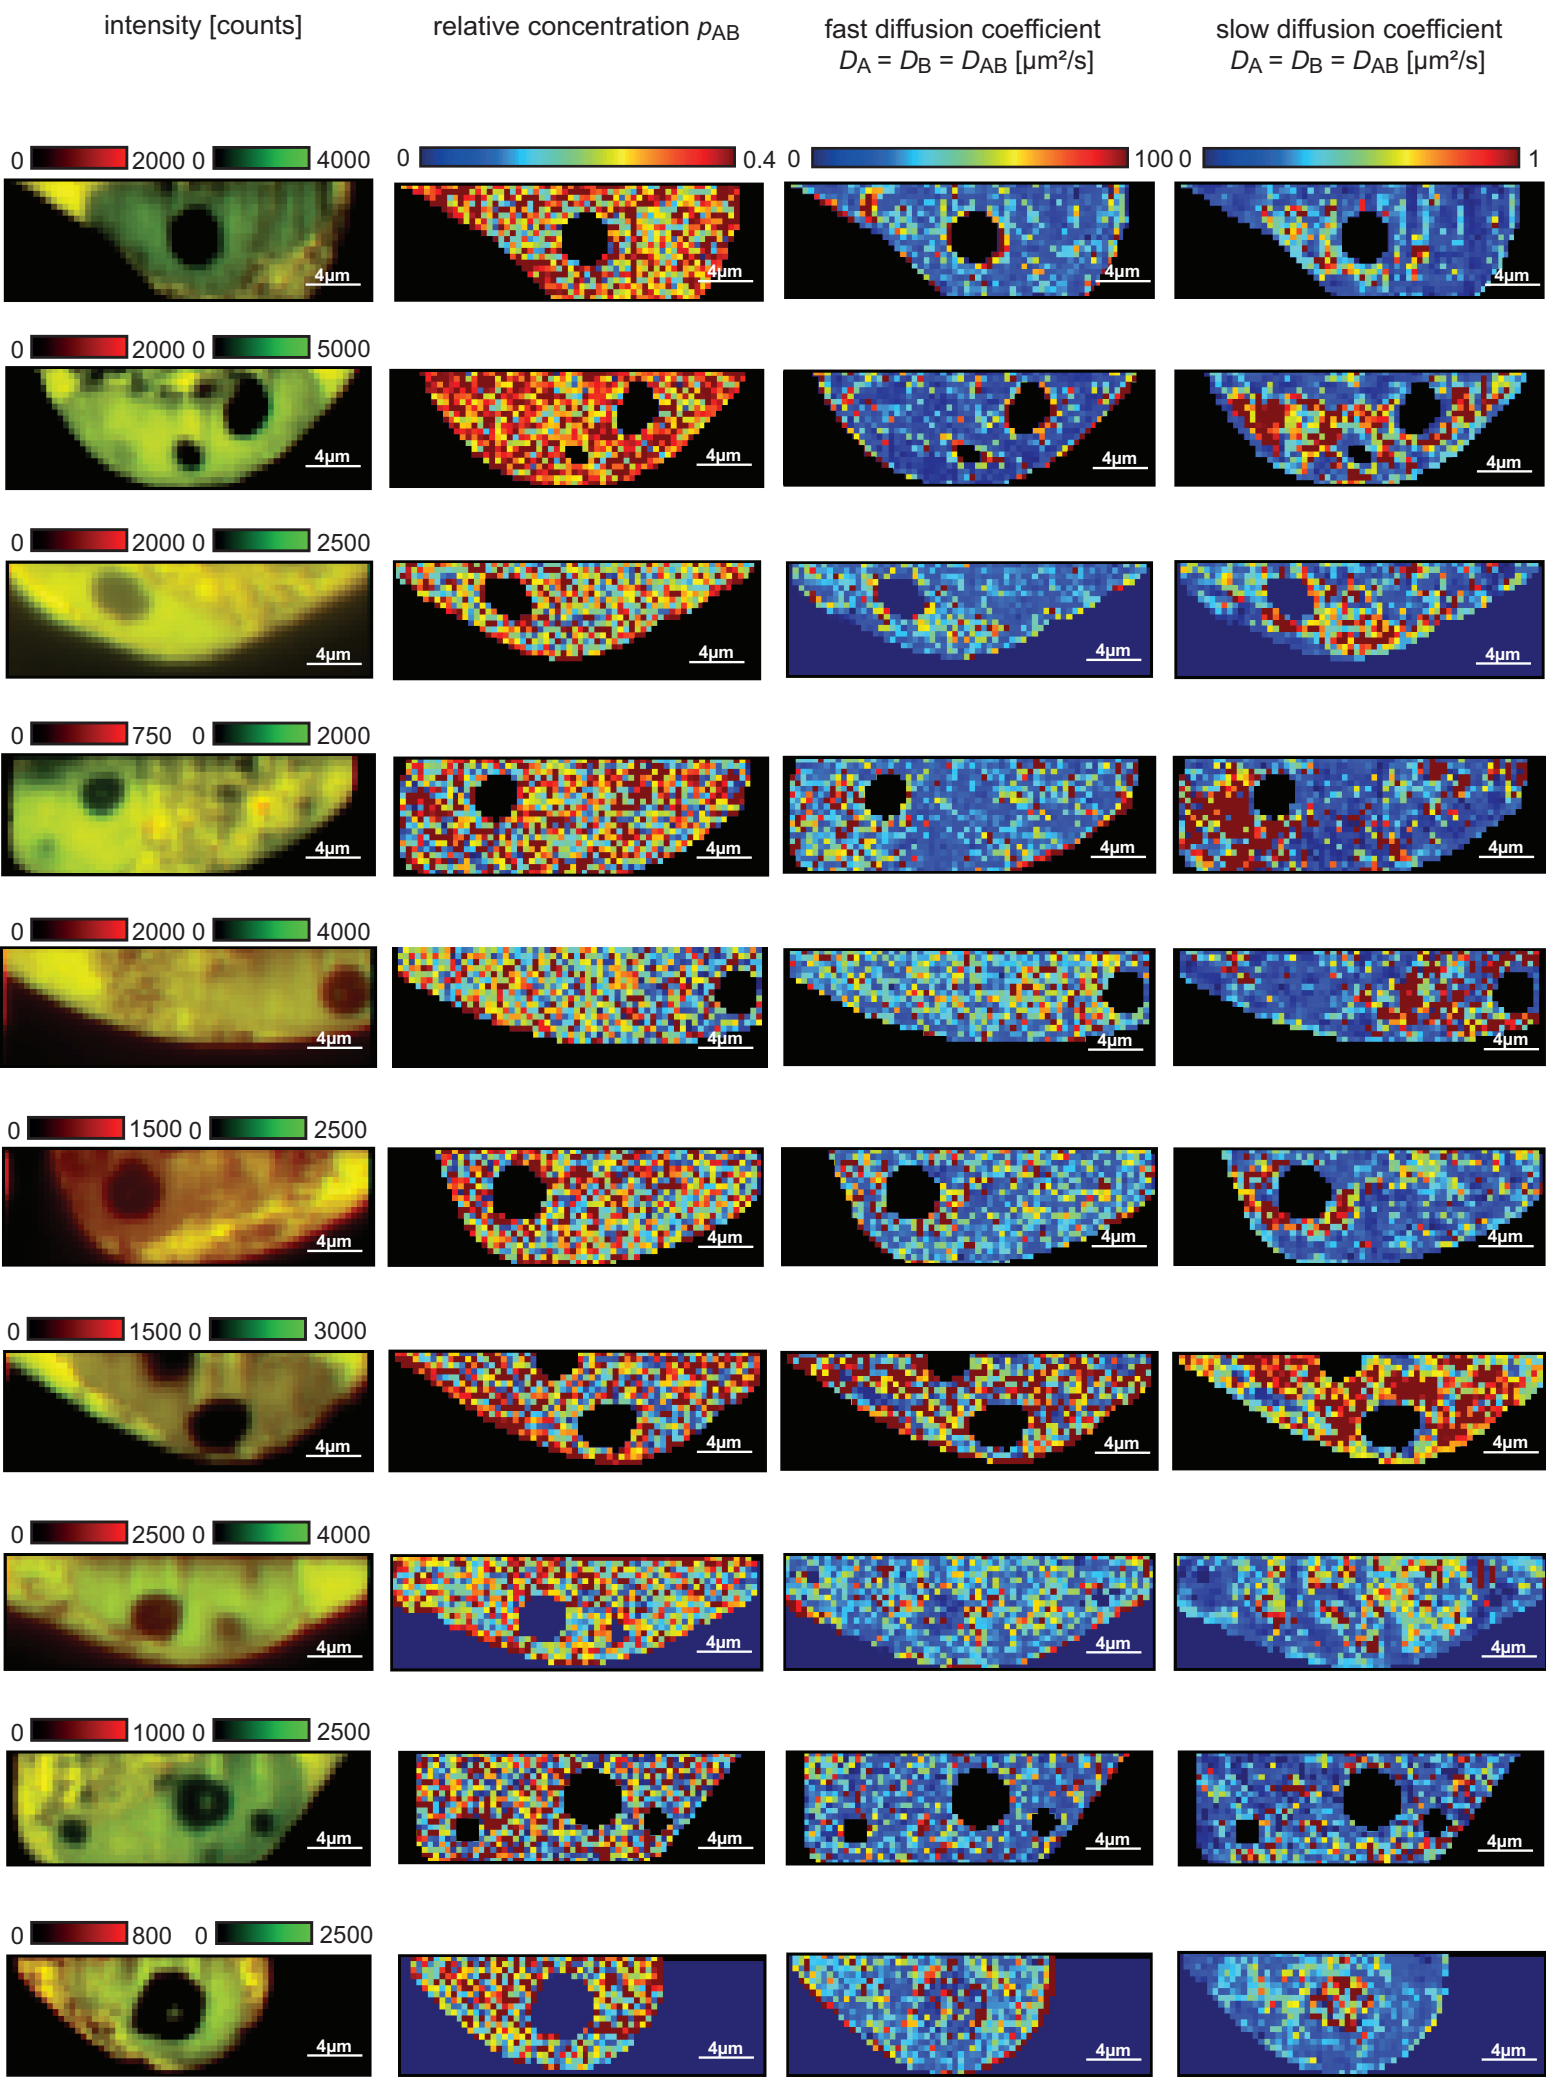 intensity [counts]
relative concentration pAB
fast diffusion coefficient
DA = DB = DAB [µm²/s]
slow diffusion coefficient
DA = DB = DAB [µm²/s]
0 2000 0 4000
0 0.4
0 100
0 1
4µm 4µm 4µm 4µm
0 2000 0 5000
4µm 4µm 4µm 4µm
0 2000 0 2500
4µm 4µm 4µm 4µm
0 750 0 2000
4µm 4µm 4µm 4µm
0 2000 0 4000
4µm 4µm 4µm 4µm
0 1500 0 2500
4µm 4µm 4µm 4µm
0 1500 0 3000
4µm 4µm 4µm 4µm
0 2500 0 4000
4µm 4µm 4µm 4µm
0 1000 0 2500
4µm 4µm 4µm 4µm
0 800 0 2500
4µm 4µm 4µm 4µm